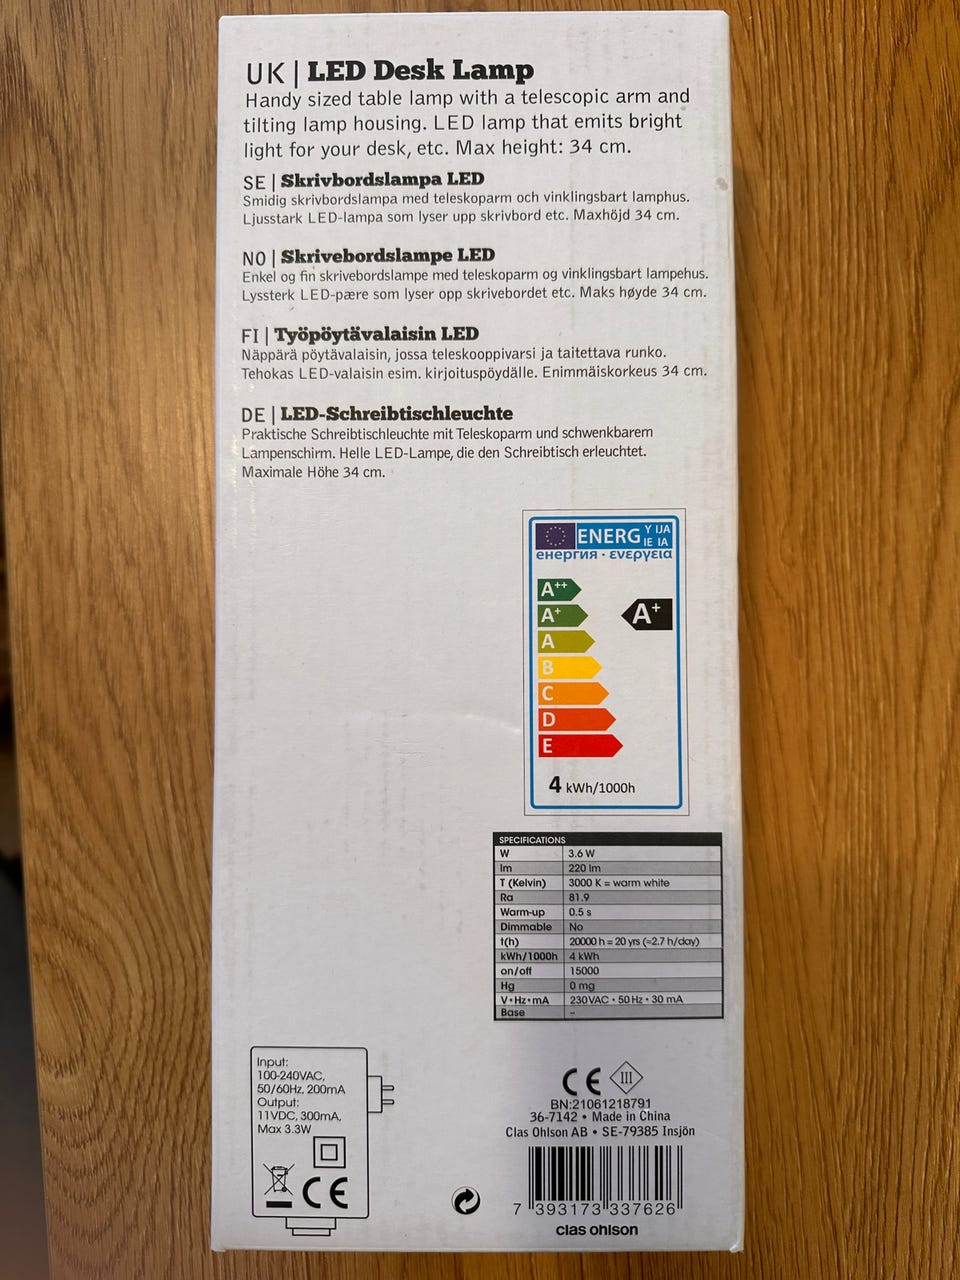 UK | LED Desk Lamp
Handy sized table lamp with a telescopic arm and
tilting lamp housing. LED lamp that emits bright
light for your desk, etc. Max height: 34 cm.
SE | Skrivbordslampa LED
Smidig skrivbordslampa med teleskoparm och vinklingsbart lamphus.
Ljusstark LED-lampa som lyser upp skrivbord etc. Maxhöjd 34 cm.
NO | Skrivebordslampe LED
Enkel og fin skrivebordslampe med teleskoparm og vinklingsbart lampehus.
Lyssterk LED-pære som lyser opp skrivebordet etc. Maks høyde 34 cm.
FI | Työpöytävalaisin LED
Näppärä pöytävalaisin, jossa teleskooppivarsi ja taitettava runko.
Tehokas LED-valaisin esim. kirjoituspöydälle. Enimmäiskorkeus 34 cm.
DE | LED-Schreibtischleuchte
Praktische Schreibtischleuchte mit Teleskoparm und schwenkbarem
Lampenschirm. Helle LED-Lampe, die den Schreibtisch erleuchtet.
Maximale Höhe 34 cm.
ENERG Y IJA
IE IA
енергия · ενεργεια
A++
A+ A+
A
B
C
D
E
4 kWh/1000h
SPECIFICATIONS
W 3.6 W
lm 220 lm
T (Kelvin) 3000 K = warm white
Ra 81.9
Warm-up 0.5 s
Dimmable No
t(h) 20000 h = 20 yrs (≈2.7 h/day)
kWh/1000h 4 kWh
on/off 15000
Hg 0 mg
V•Hz•mA 230VAC • 50 Hz • 30 mA
Base –
Input:
100-240VAC,
50/60Hz, 200mA
Output:
11VDC, 300mA,
Max 3.3W
CE
CE III
BN:21061218791
36-7142 • Made in China
Clas Ohlson AB • SE-79385 Insjön
7 393173 337626
clas ohlson